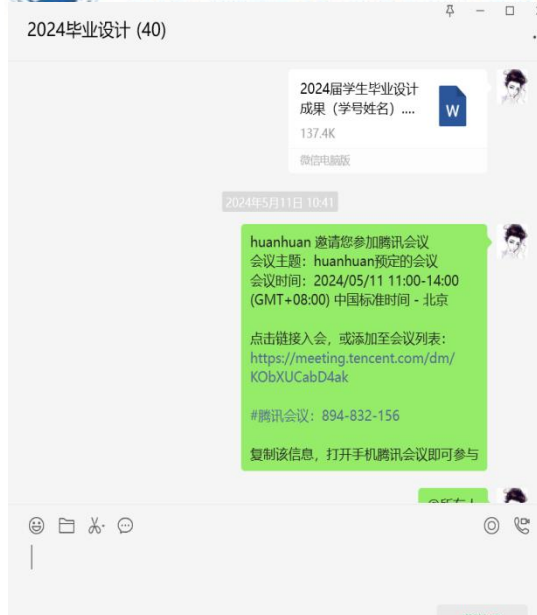 2024毕业设计 (40)
2024届学生毕业设计
成果（学号姓名）....
W
137.4K
微信电脑版
2024年5月11日 10:41
huanhuan 邀请您参加腾讯会议
会议主题：huanhuan预定的会议
会议时间：2024/05/11 11:00-14:00
(GMT+08:00) 中国标准时间 - 北京
点击链接入会，或添加至会议列表：
https://meeting.tencent.com/dm/
KObXUCabD4ak
#腾讯会议：894-832-156
复制该信息，打开手机腾讯会议即可参与
@所有人